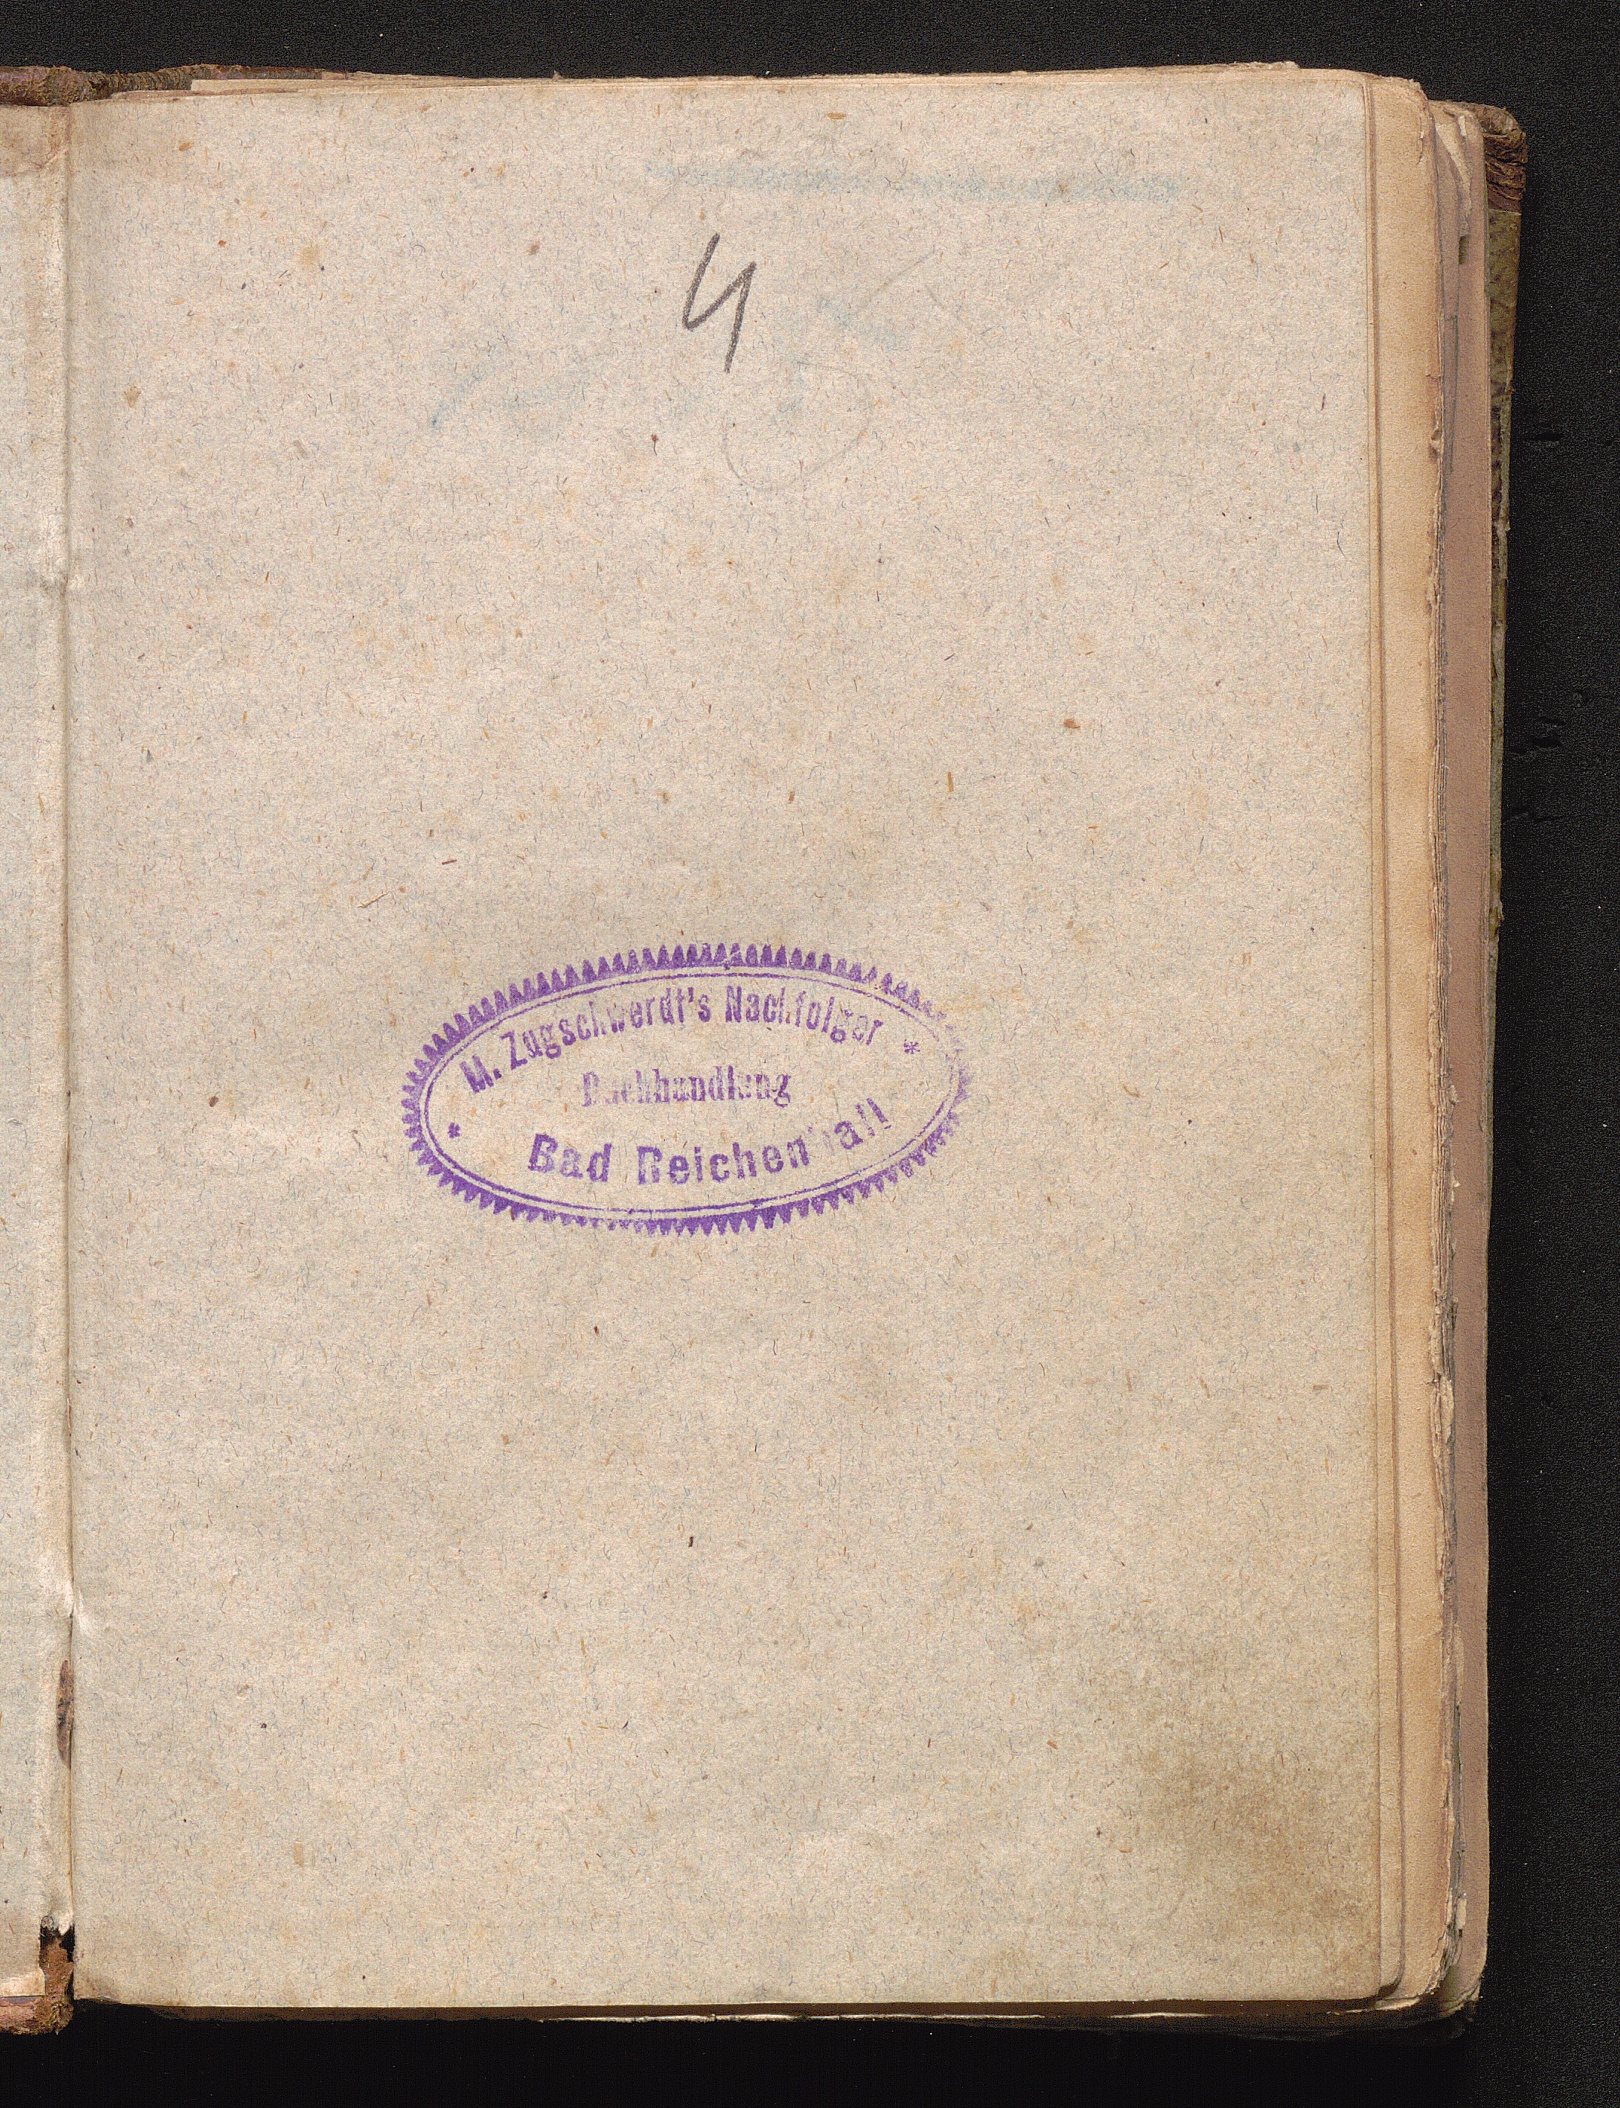 4
M. Zugschwerdt's Nachfolger
Buchhandlung
Bad Reichenhall